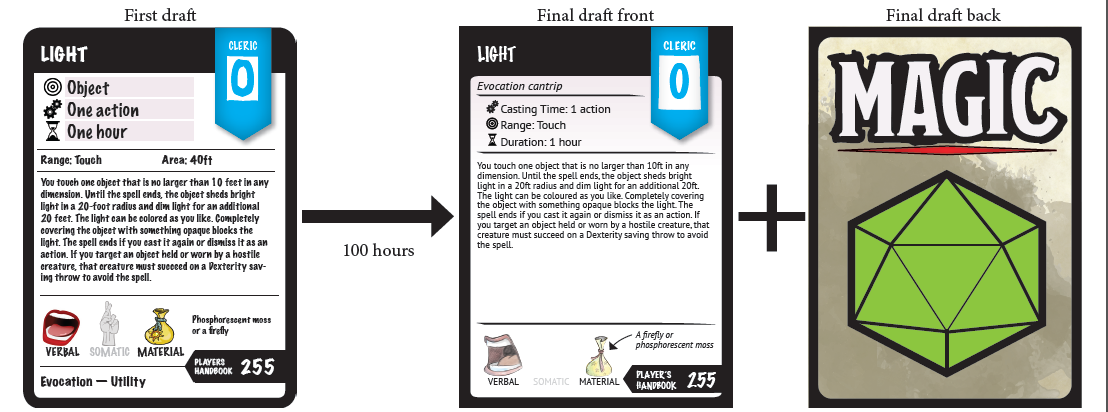 First draft
LIGHT
CLERIC
0
Object
One action
One hour
Range: Touch
Area: 40ft
You touch one object that is no larger than 10 feet in any
dimension. Until the spell ends, the object sheds bright
light in a 20-foot radius and dim light for an additional
20 feet. The light can be colored as you like. Completely
covering the object with something opaque blocks the
light. The spell ends if you cast it again or dismiss it as an
action. If you target an object held or worn by a hostile
creature, that creature must succeed on a Dexterity sav-
ing throw to avoid the spell.
VERBAL
SOMATIC
MATERIAL
Phosphorescent moss
or a firefly
PLAYERS
HANDBOOK
255
Evocation — Utility
100 hours
Final draft front
LIGHT
CLERIC
0
Evocation cantrip
Casting Time: 1 action
Range: Touch
Duration: 1 hour
You touch one object that is no larger than 10ft in any
dimension. Until the spell ends, the object sheds bright
light in a 20ft radius and dim light for an additional 20ft.
The light can be coloured as you like. Completely covering
the object with something opaque blocks the light. The
spell ends if you cast it again or dismiss it as an action. If
you target an object held or worn by a hostile creature, that
creature must succeed on a Dexterity saving throw to avoid
the spell.
A firefly or
phosphorescent moss
VERBAL
SOMATIC
MATERIAL
PLAYER'S
HANDBOOK
255
Final draft back
MAGIC